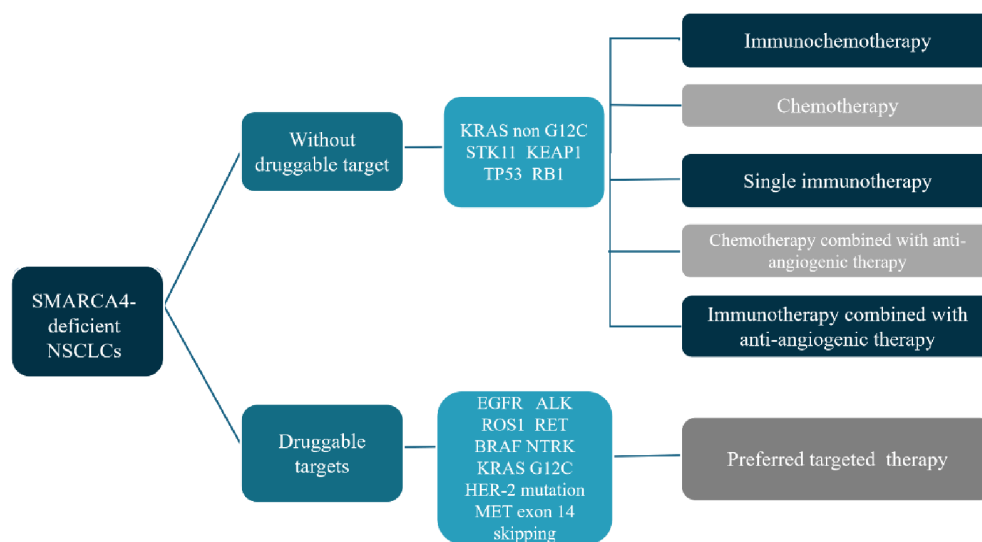 SMARCA4-
deficient
NSCLCs
Without
druggable target
KRAS non G12C
STK11 KEAP1
TP53 RB1
Immunochemotherapy
Chemotherapy
Single immunotherapy
Chemotherapy combined with anti-
angiogenic therapy
Immunotherapy combined with
anti-angiogenic therapy
Druggable
targets
EGFR ALK
ROS1 RET
BRAF NTRK
KRAS G12C
HER-2 mutation
MET exon 14
skipping
Preferred targeted therapy